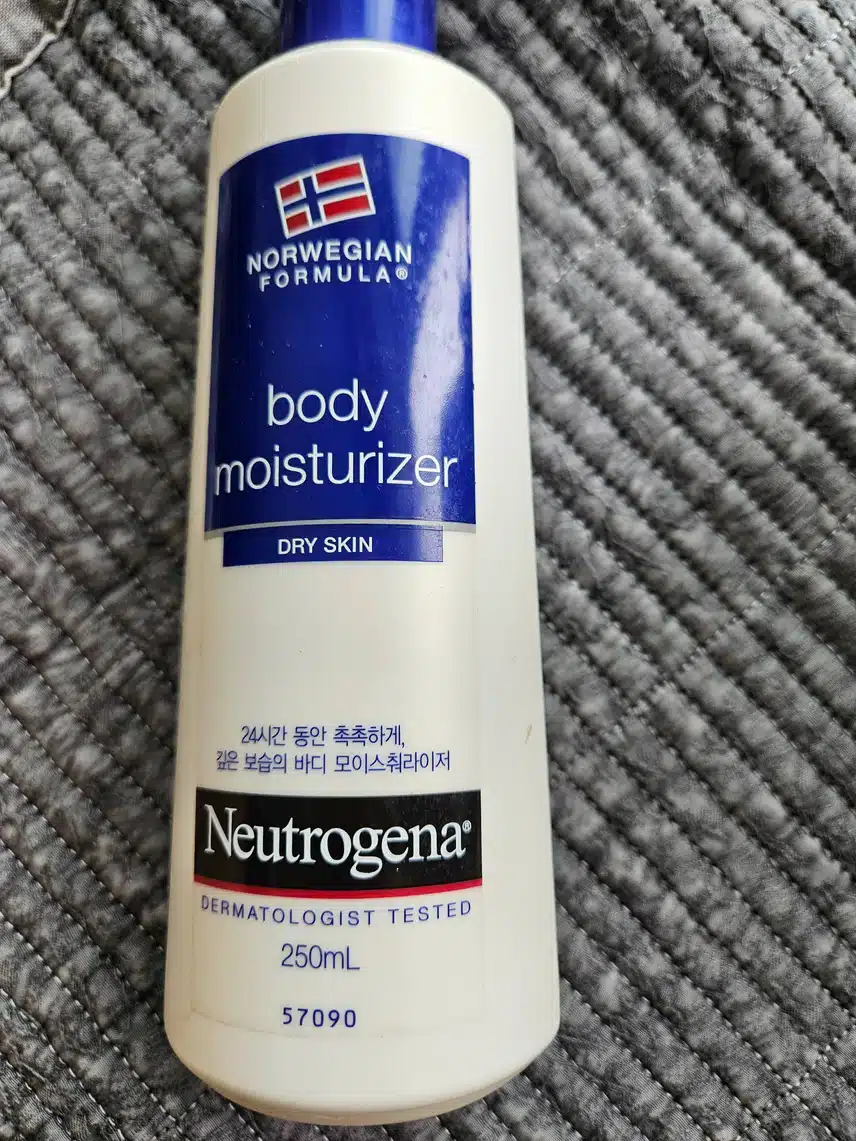 NORWEGIAN
FORMULA®
body
moisturizer
DRY SKIN
24시간 동안 촉촉하게,
깊은 보습의 바디 모이스춰라이저
Neutrogena®
DERMATOLOGIST TESTED
250mL
57090